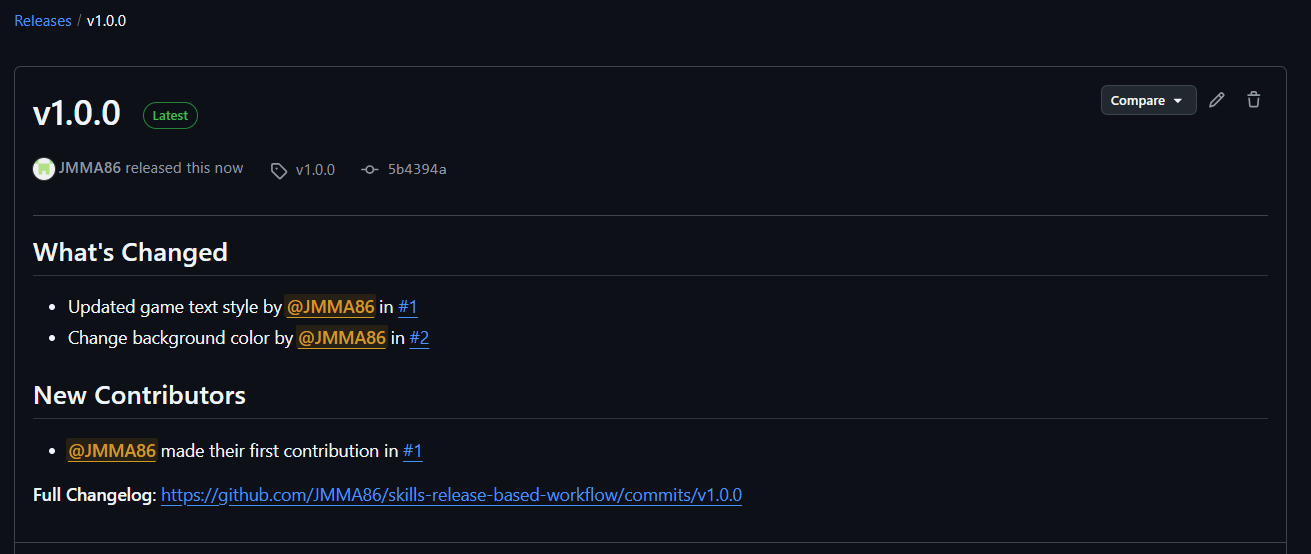 Releases / v1.0.0
v1.0.0 Latest Compare
JMMA86 released this now v1.0.0 5b4394a
What's Changed
• Updated game text style by @JMMA86 in #1
• Change background color by @JMMA86 in #2
New Contributors
• @JMMA86 made their first contribution in #1
Full Changelog: https://github.com/JMMA86/skills-release-based-workflow/commits/v1.0.0